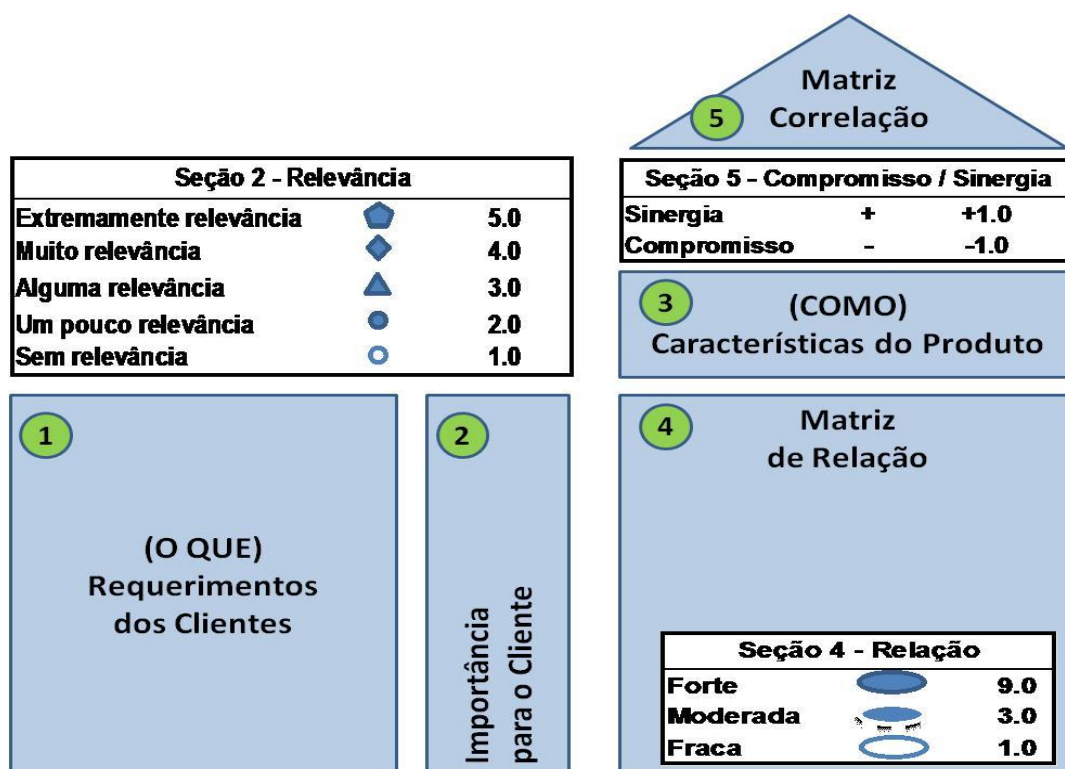 Matriz
Correlação
5
Seção 2 - Relevância
Extremamente relevância 5.0
Muito relevância 4.0
Alguma relevância 3.0
Um pouco relevância 2.0
Sem relevância 1.0
Seção 5 - Compromisso / Sinergia
Sinergia + +1.0
Compromisso - -1.0
3
(COMO)
Características do Produto
1
(O QUE)
Requerimentos
dos Clientes
2
Importância
para o Cliente
4
Matriz
de Relação
Seção 4 - Relação
Forte 9.0
Moderada 3.0
Fraca 1.0